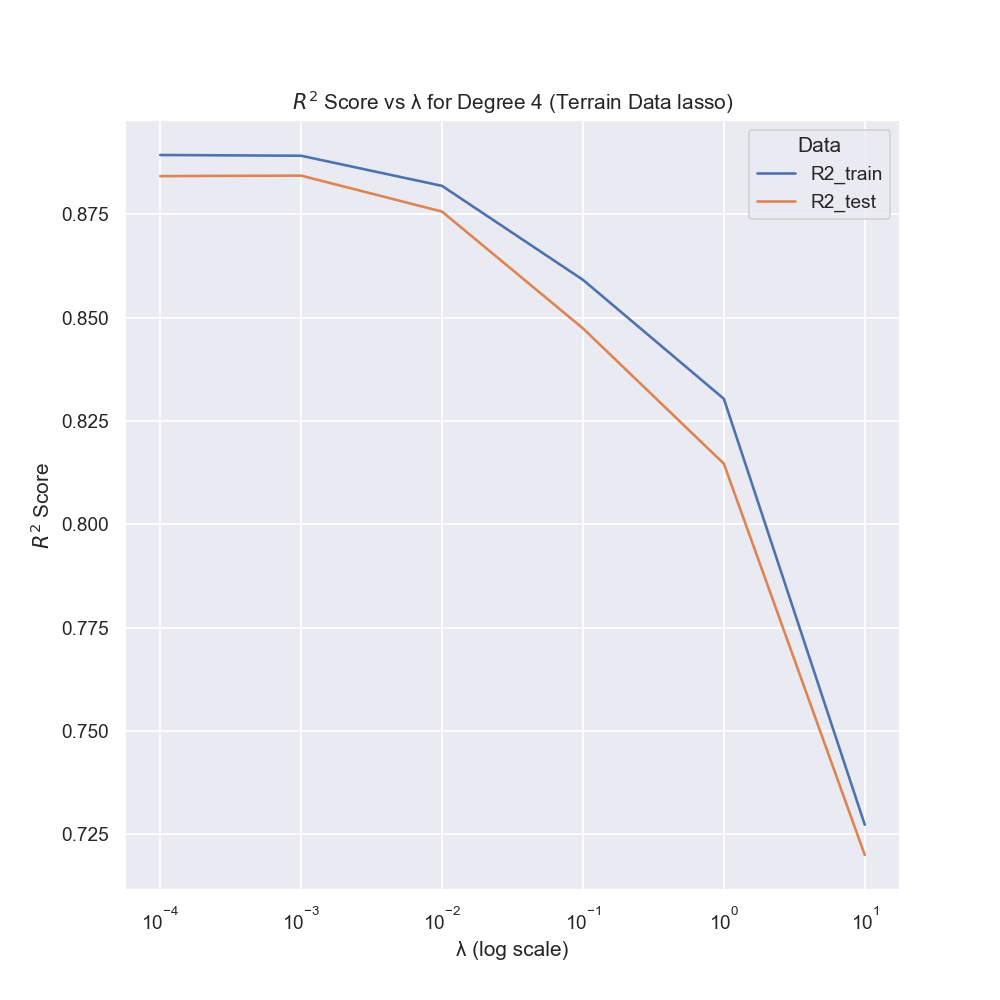 R² Score vs λ for Degree 4 (Terrain Data lasso)
Data
R2_train
R2_test
R² Score
0.875
0.850
0.825
0.800
0.775
0.750
0.725
10⁻⁴ 10⁻³ 10⁻² 10⁻¹ 10⁰ 10¹
λ (log scale)